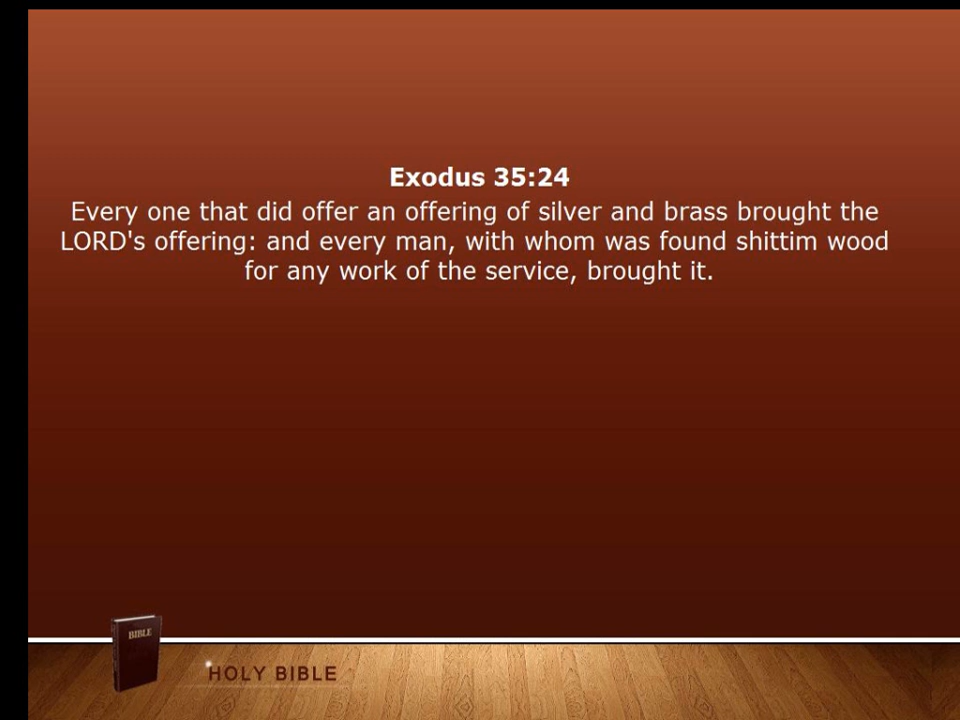 Exodus 35:24
Every one that did offer an offering of silver and brass brought the
LORD's offering: and every man, with whom was found shittim wood
for any work of the service, brought it.
BIBLE
HOLY BIBLE